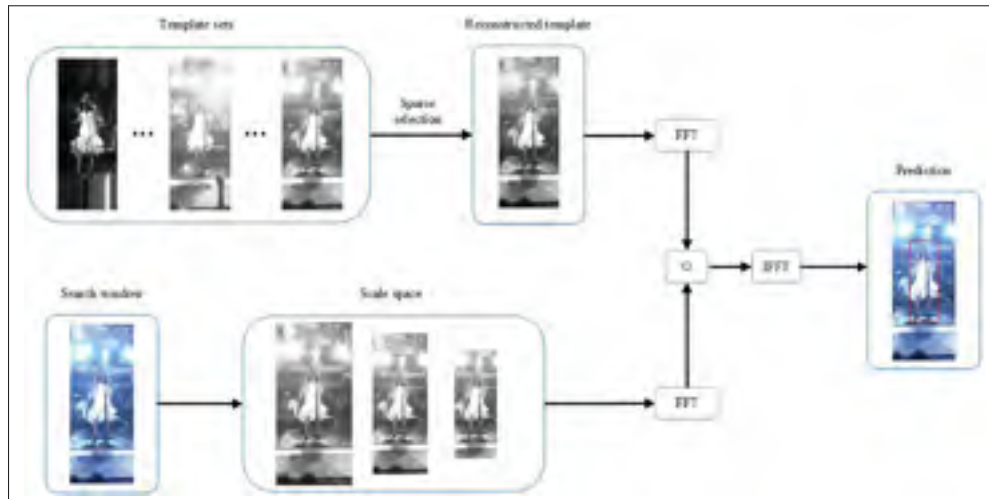 Template sets
Reconstructed template
Sparse
selection
FFT
Prediction
IFFT
Search window
Scale space
FFT